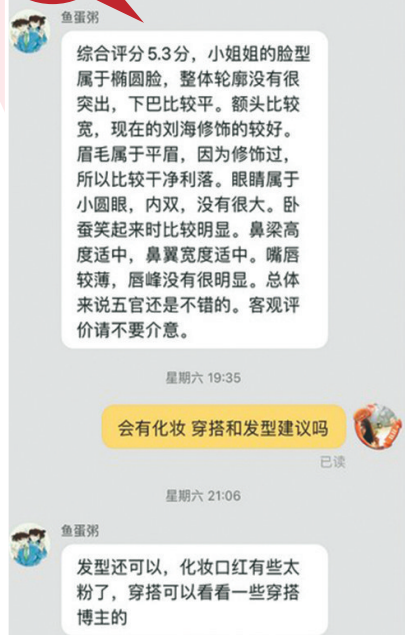 鱼蛋粥
综合评分5.3分，小姐姐的脸型
属于椭圆脸，整体轮廓没有很
突出，下巴比较平。额头比较
宽，现在的刘海修饰的较好。
眉毛属于平眉，因为修饰过，
所以比较干净利落。眼睛属于
小圆眼，内双，没有很大。卧
蚕笑起来时比较明显。鼻梁高
度适中，鼻翼宽度适中。嘴唇
较薄，唇峰没有很明显。总体
来说五官还是不错的。客观评
价请不要介意。
星期六 19:35
会有化妆 穿搭和发型建议吗
已读
星期六 21:06
鱼蛋粥
发型还可以，化妆口红有些太
粉了，穿搭可以看看一些穿搭
博主的